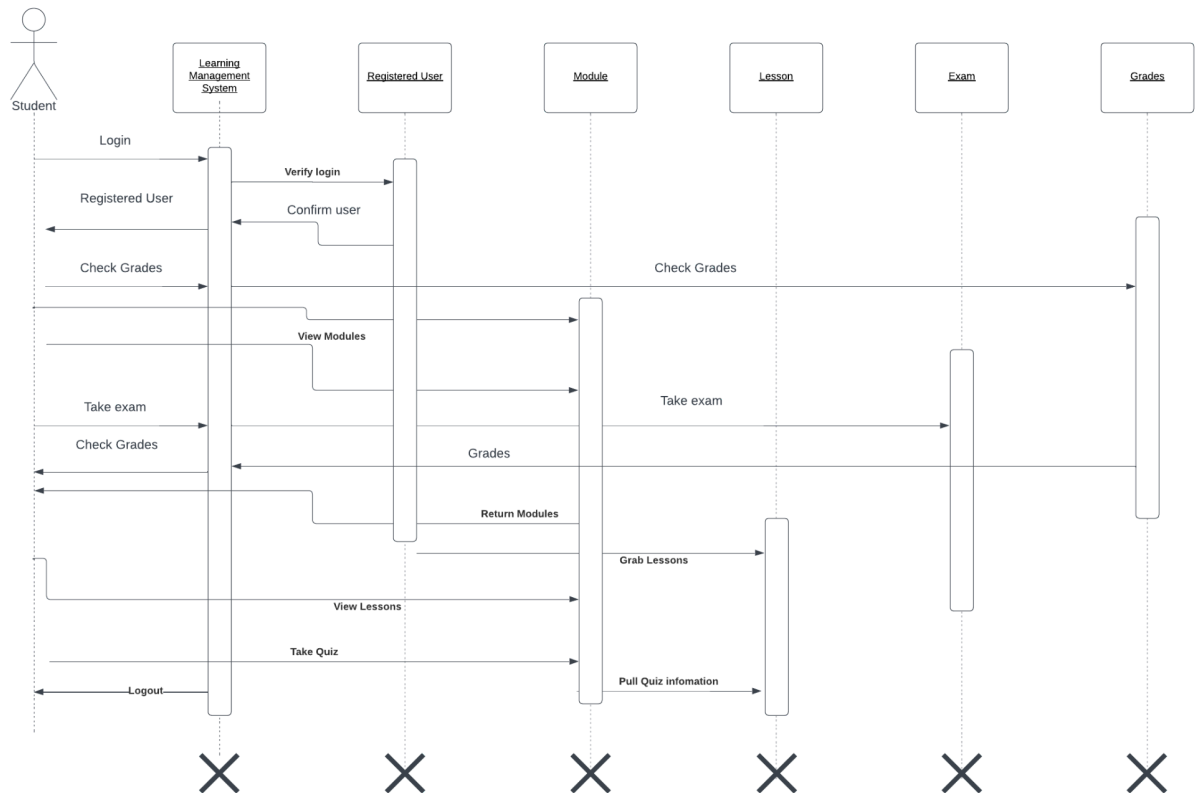 Learning
Management
System
Registered User
Module
Lesson
Exam
Grades
Student
Login
Verify login
Registered User
Confirm user
Check Grades
Check Grades
View Modules
Take exam
Take exam
Check Grades
Grades
Return Modules
Grab Lessons
View Lessons
Take Quiz
Pull Quiz infomation
Logout